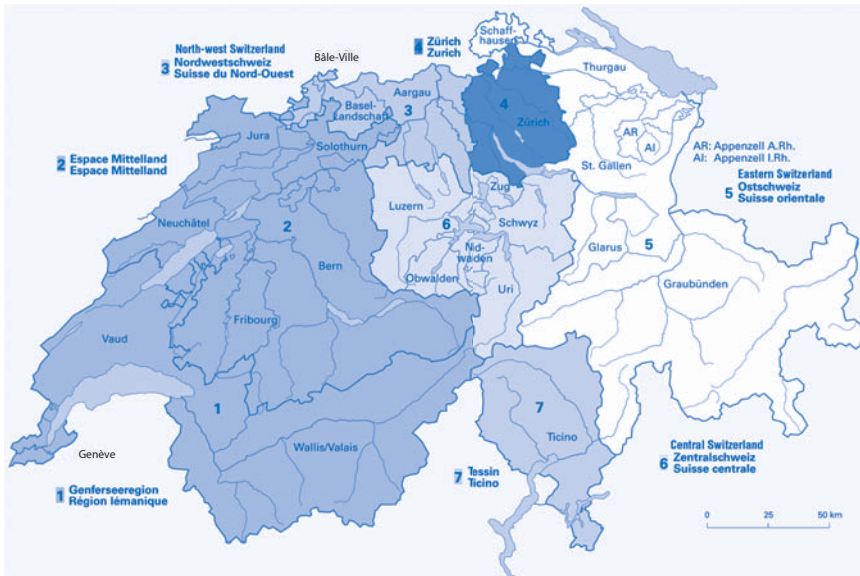 Schaff-
hausen
North-west Switzerland
3 Nordwestschweiz
Suisse du Nord-Ouest
Bâle-Ville
4 Zürich
Zurich
Thurgau
Aargau
Basel-
Landschaft
3
4
Zürich
Jura
Solothurn
AR
AI
AR: Appenzell A.Rh.
AI: Appenzell I.Rh.
2 Espace Mittelland
Espace Mittelland
St. Gallen
Eastern Switzerland
5 Ostschweiz
Suisse orientale
Zug
Luzern
Schwyz
Neuchâtel
2
6
Nid-
walden
Glarus
5
Bern
Obwalden
Uri
Graubünden
Fribourg
Vaud
1
7
Ticino
Wallis/Valais
Genève
Central Switzerland
6 Zentralschweiz
Suisse centrale
7 Tessin
Ticino
1 Genferseeregion
Région lémanique
0 25 50 km